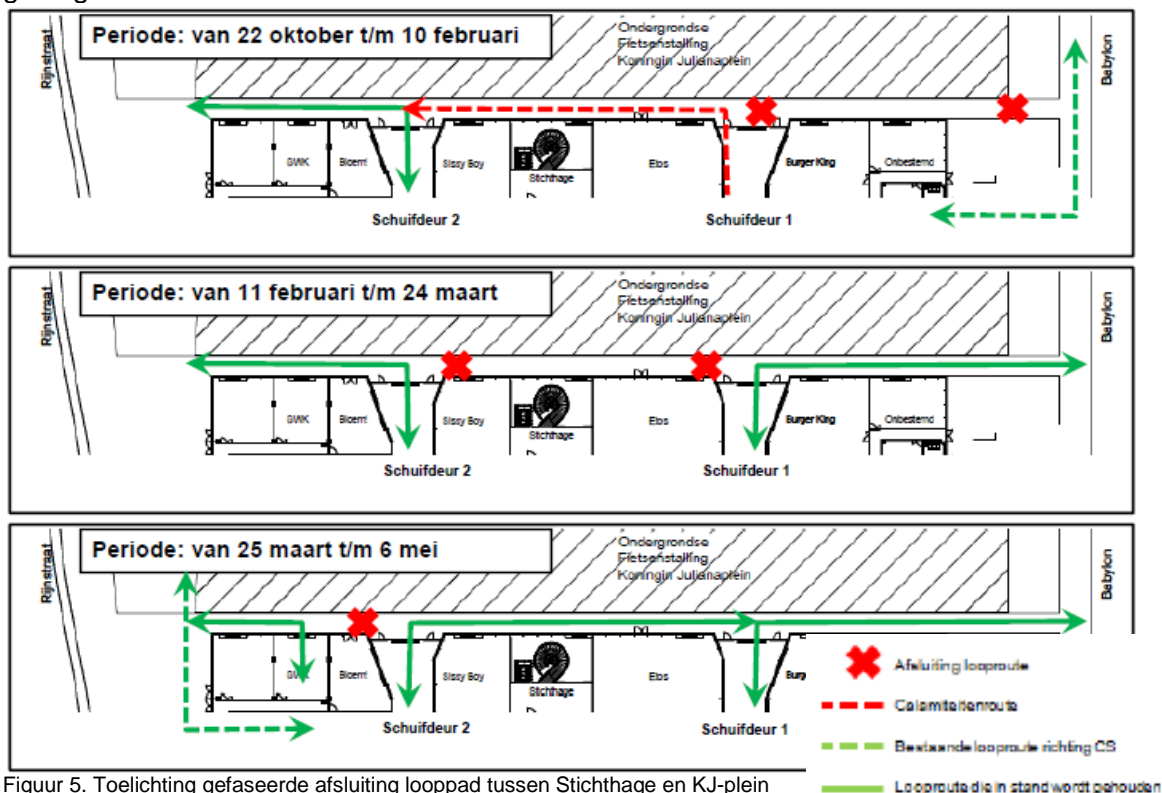 Periode: van 22 oktober t/m 10 februari
Ondergrondse
Fietsenstalling
Koningin Julianaplein
Rijnstraat
Babylon
GWK
Bloem!
Sissy Boy
Stichthage
Etos
Burger King
Onbestemd
Schuifdeur 2
Schuifdeur 1
Periode: van 11 februari t/m 24 maart
Ondergrondse
Fietsenstalling
Koningin Julianaplein
Rijnstraat
Babylon
GWK
Bloem!
Sissy Boy
Stichthage
Etos
Burger King
Onbestemd
Schuifdeur 2
Schuifdeur 1
Periode: van 25 maart t/m 6 mei
Ondergrondse
Fietsenstalling
Koningin Julianaplein
Rijnstraat
Babylon
GWK
Bloem!
Sissy Boy
Stichthage
Etos
Burg
Schuifdeur 2
Schuifdeur 1
Afsluiting looproute
Calamiteitenroute
Bestaande looproute richting CS
Looproute die in stand wordt gehouden
Figuur 5. Toelichting gefaseerde afsluiting looppad tussen Stichthage en KJ-plein